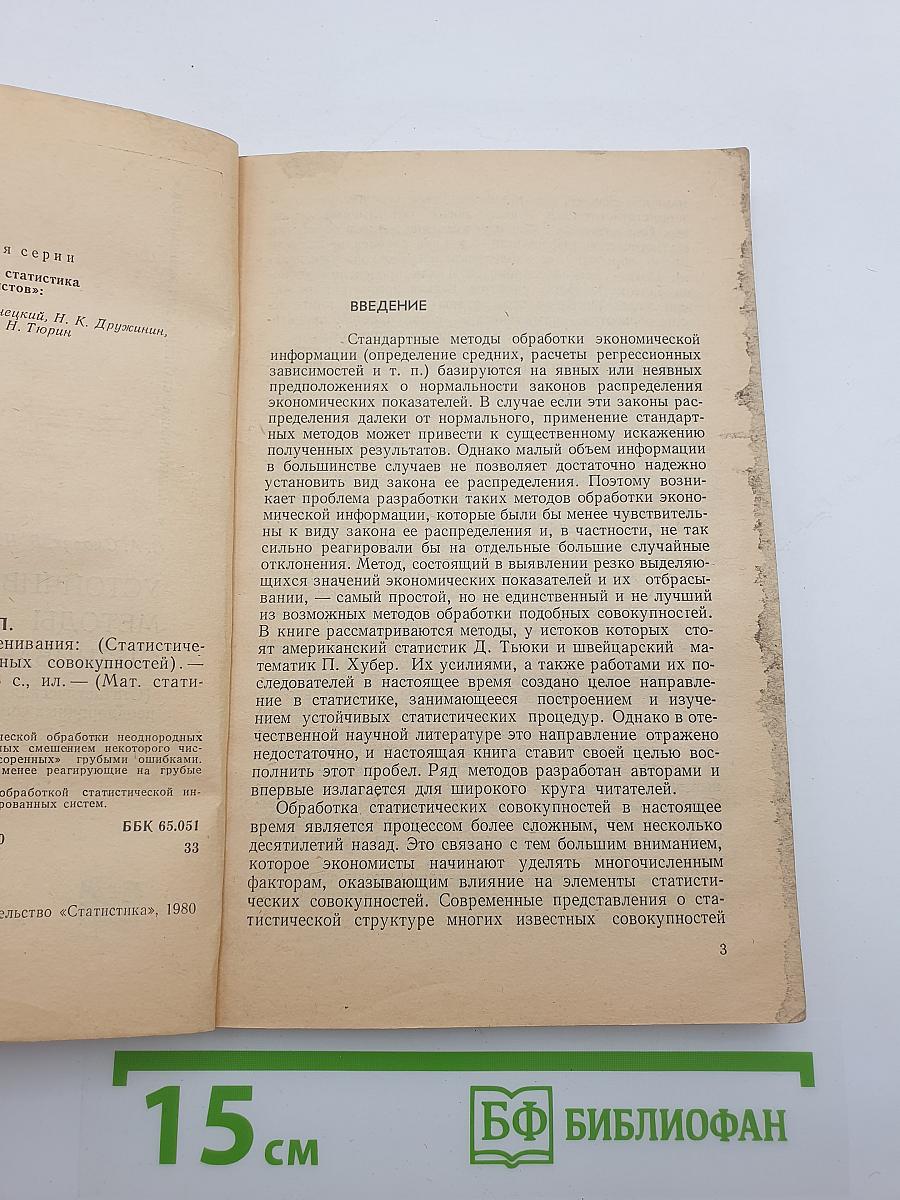 я серии
статистика
истов»:
нецкий, Н. К. Дружинин,
Н. Тюрин
П.
енивания: (Статистиче-
ных совокупностей). —
с., ил. — (Мат. стати-
ческой обработки неоднородных
ных смешением некоторого чис-
соренных» грубыми ошибками.
менее реагирующие на грубые
обработкой статистической ин-
рованных систем.
ББК 65.051
0
33
ельство «Статистика», 1980
ВВЕДЕНИЕ
Стандартные методы обработки экономической
информации (определение средних, расчеты регрессионных
зависимостей и т. п.) базируются на явных или неявных
предположениях о нормальности законов распределения
экономических показателей. В случае если эти законы рас-
пределения далеки от нормального, применение стандарт-
ных методов может привести к существенному искажению
полученных результатов. Однако малый объем информации
в большинстве случаев не позволяет достаточно надежно
установить вид закона ее распределения. Поэтому возни-
кает проблема разработки таких методов обработки эконо-
мической информации, которые были бы менее чувствитель-
ны к виду закона ее распределения и, в частности, не так
сильно реагировали бы на отдельные большие случайные
отклонения. Метод, состоящий в выявлении резко выделяю-
щихся значений экономических показателей и их отбрасы-
вании, — самый простой, но не единственный и не лучший
из возможных методов обработки подобных совокупностей.
В книге рассматриваются методы, у истоков которых сто-
ят американский статистик Д. Тьюки и швейцарский ма-
тематик П. Хубер. Их усилиями, а также работами их по-
следователей в настоящее время создано целое направле-
ние в статистике, занимающееся построением и изуче-
нием устойчивых статистических процедур. Однако в оте-
чественной научной литературе это направление отражено
недостаточно, и настоящая книга ставит своей целью вос-
полнить этот пробел. Ряд методов разработан авторами и
впервые излагается для широкого круга читателей.
Обработка статистических совокупностей в настоящее
время является процессом более сложным, чем несколько
десятилетий назад. Это связано с тем большим вниманием,
которое экономисты начинают уделять многочисленным
факторам, оказывающим влияние на элементы статисти-
ческих совокупностей. Современные представления о ста-
тистической структуре многих известных совокупностей
3
15 см
БФ БИБЛИОФАН